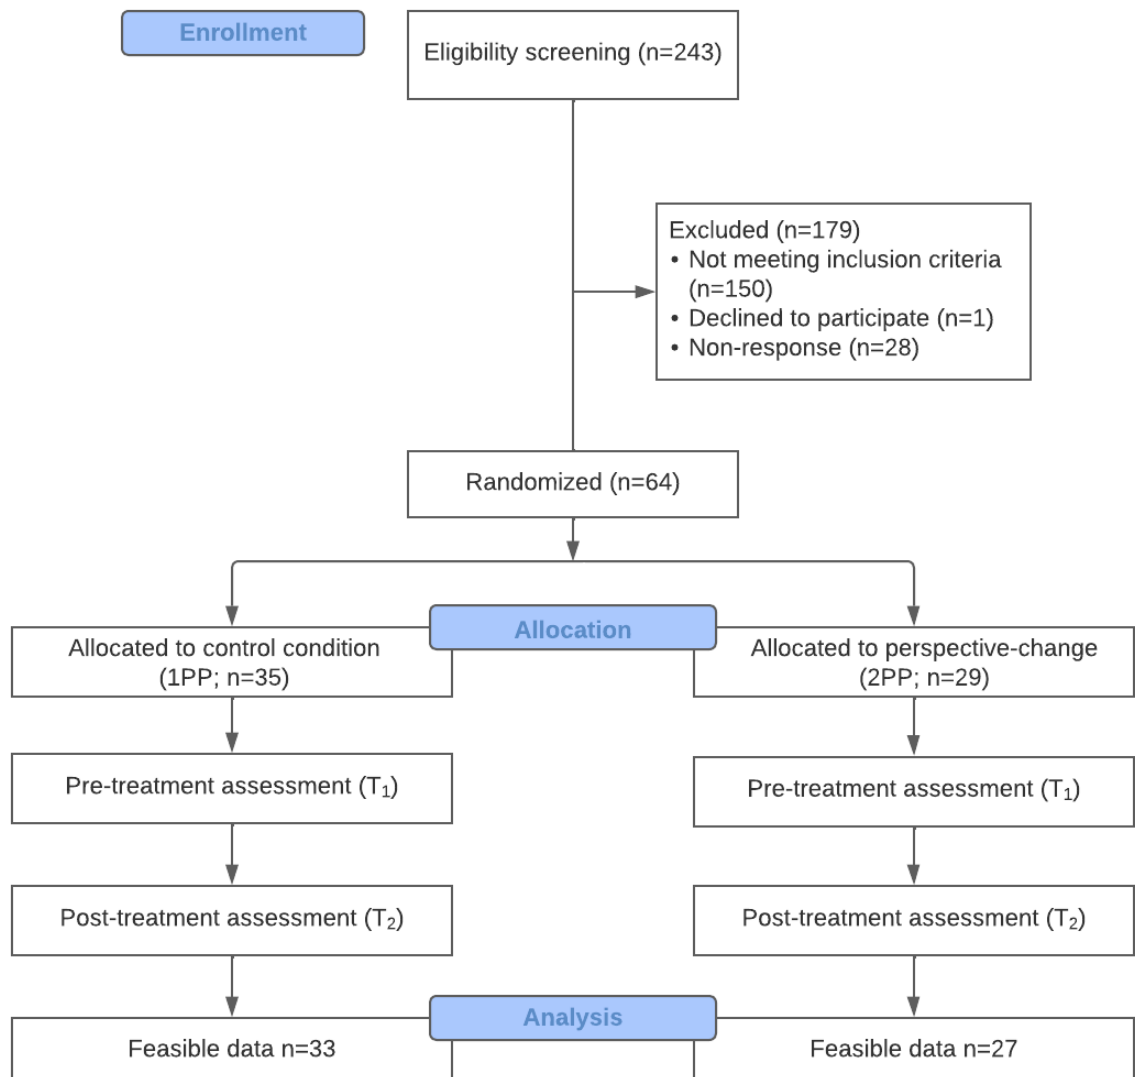 Enrollment
Eligibility screening (n=243)
Excluded (n=179)
• Not meeting inclusion criteria
(n=150)
• Declined to participate (n=1)
• Non-response (n=28)
Randomized (n=64)
Allocation
Allocated to control condition
(1PP; n=35)
Allocated to perspective-change
(2PP; n=29)
Pre-treatment assessment (T₁)
Pre-treatment assessment (T₁)
Post-treatment assessment (T₂)
Post-treatment assessment (T₂)
Analysis
Feasible data n=33
Feasible data n=27